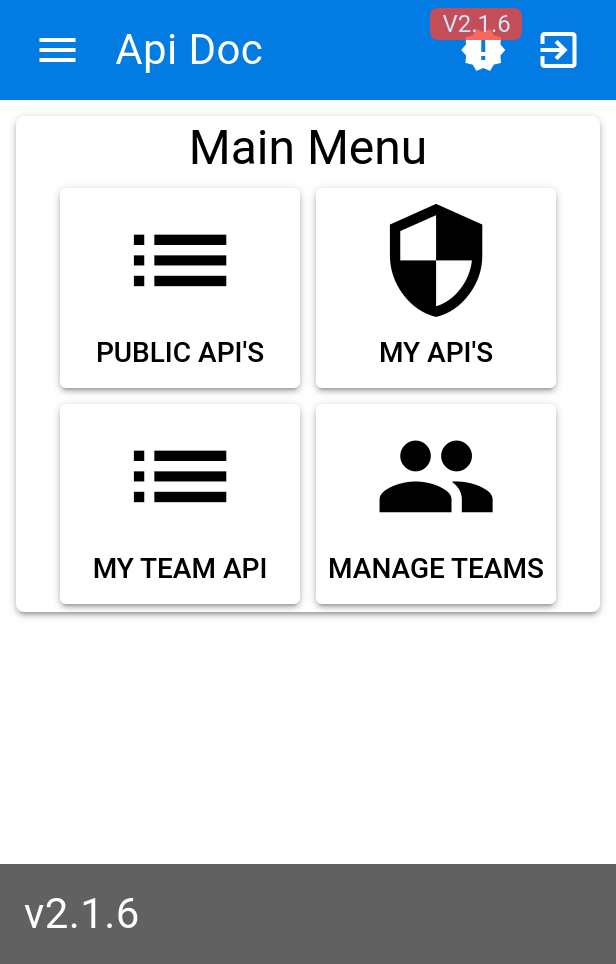 V2.1.6
Api Doc
Main Menu
PUBLIC API'S
MY API'S
MY TEAM API
MANAGE TEAMS
v2.1.6